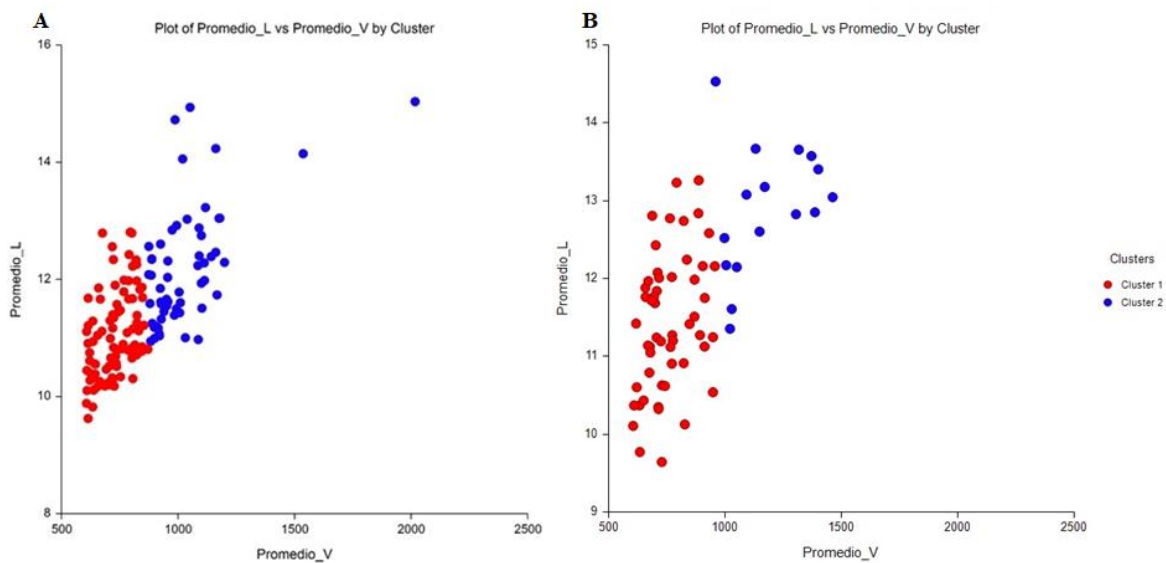 A
Plot of Promedio_L vs Promedio_V by Cluster
16
14
12
10
8
Promedio_L
500
1000
1500
2000
2500
Promedio_V
B
Plot of Promedio_L vs Promedio_V by Cluster
15
14
13
12
11
10
9
Promedio_L
500
1000
1500
2000
2500
Promedio_V
Clusters
Cluster 1
Cluster 2